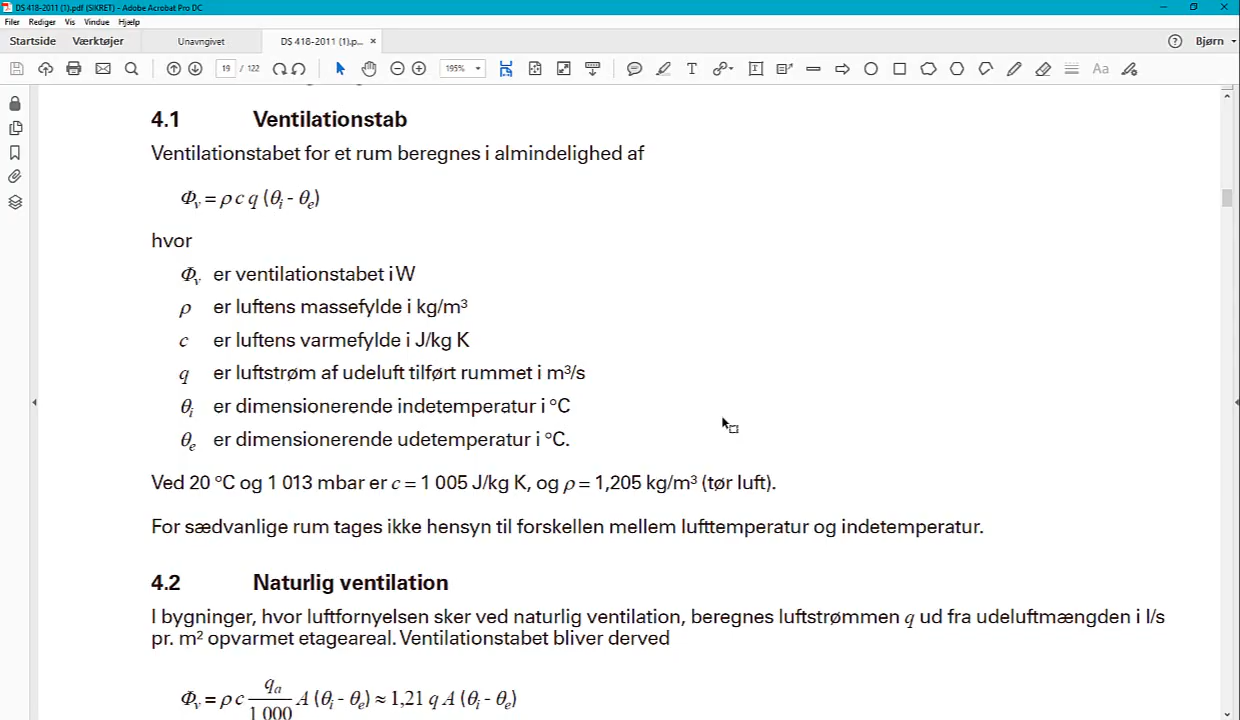 DS 418-2011 (1).pdf (SIKRET) - Adobe Acrobat Pro DC
Filer Rediger Vis Vindue Hjælp
Startside Værktøjer Unavngivet DS 418-2011 (1).p... × Bjørn
19 / 122 195% T Aa
4.1 Ventilationstab
Ventilationstabet for et rum beregnes i almindelighed af
Φv = ρ c q (θi - θe)
hvor
Φv er ventilationstabet i W
ρ er luftens massefylde i kg/m³
c er luftens varmefylde i J/kg K
q er luftstrøm af udeluft tilført rummet i m³/s
θi er dimensionerende indetemperatur i °C
θe er dimensionerende udetemperatur i °C.
Ved 20 °C og 1 013 mbar er c = 1 005 J/kg K, og ρ = 1,205 kg/m³ (tør luft).
For sædvanlige rum tages ikke hensyn til forskellen mellem lufttemperatur og indetemperatur.
4.2 Naturlig ventilation
I bygninger, hvor luftfornyelsen sker ved naturlig ventilation, beregnes luftstrømmen q ud fra udeluftmængden i l/s
pr. m² opvarmet etageareal. Ventilationstabet bliver derved
Φv = ρ c qa/1 000 A (θi - θe) ≈ 1,21 q A (θi - θe)